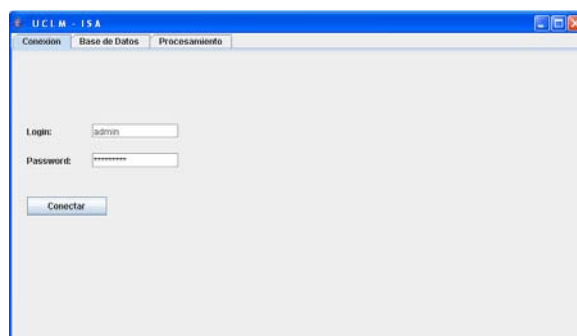 UCLM - ISA
Conexion Base de Datos Procesamiento
Login: admin
Password: *********
Conectar